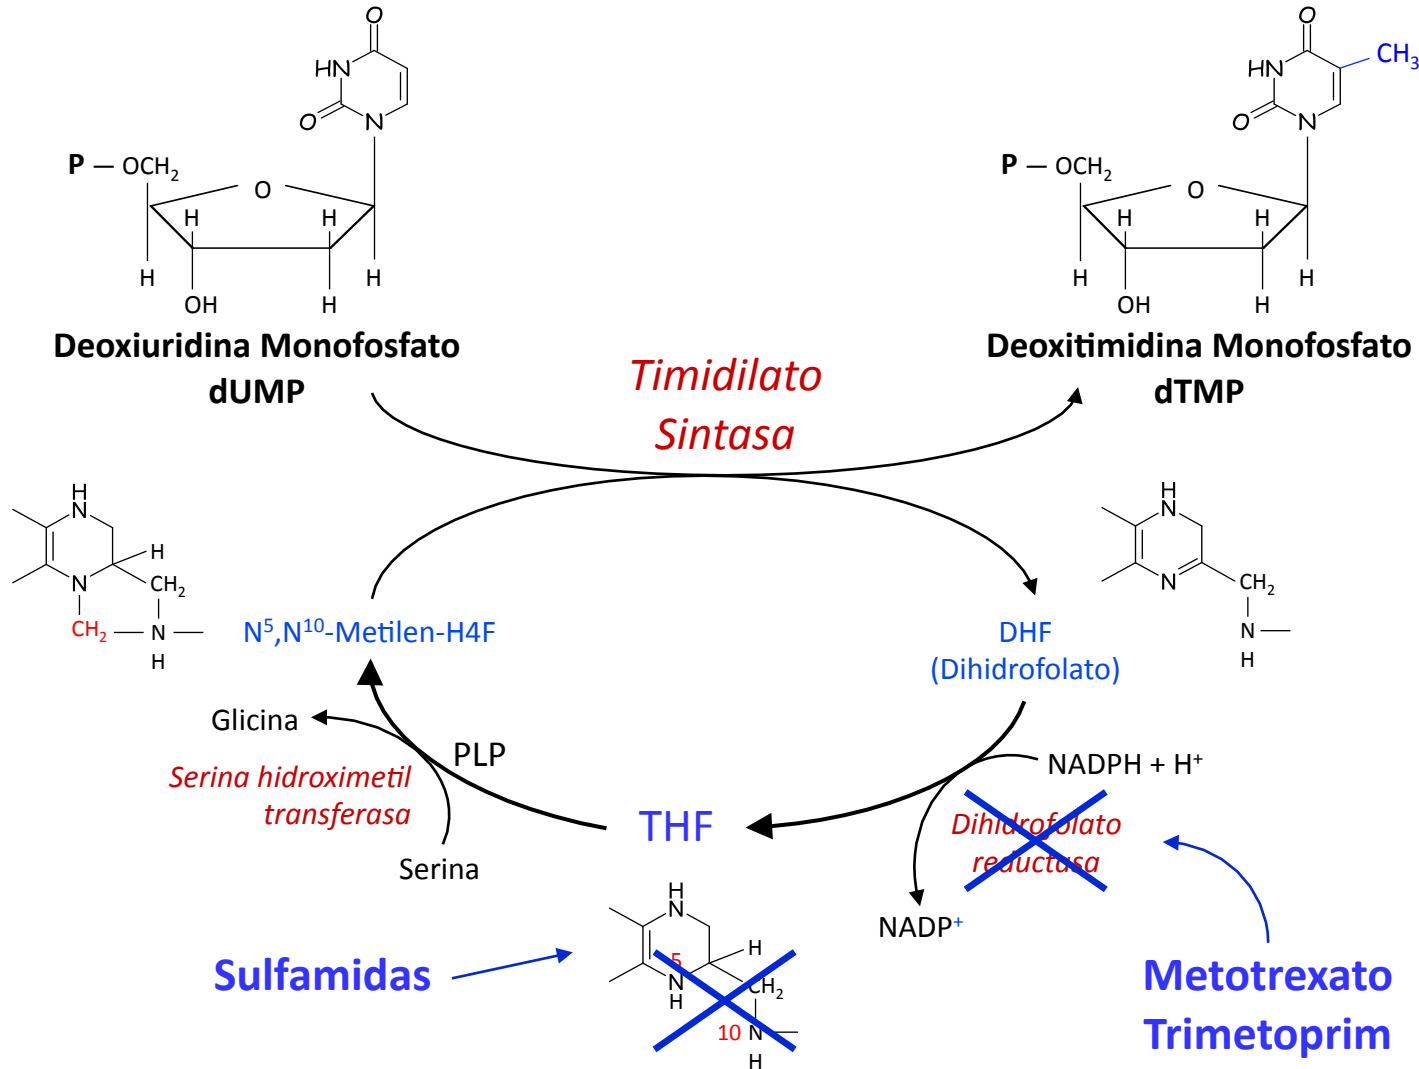 O
HN
O
N
P – OCH2
O
H
H
H
H
OH
H
Deoxiuridina Monofosfato
dUMP
O
CH3
HN
O
N
P – OCH2
O
H
H
H
H
OH
H
Deoxitimidina Monofosfato
dTMP
Timidilato
Sintasa
H
N
H
N
CH2
CH2
N
H
N⁵,N¹⁰-Metilen-H4F
H
N
N
CH2
N
H
DHF
(Dihidrofolato)
Glicina
PLP
Serina hidroximetil
transferasa
Serina
THF
NADPH + H⁺
Dihidrofolato
reductasa
NADP⁺
H
N
H
5
N
H
CH2
10 N
H
Sulfamidas
Metotrexato
Trimetoprim